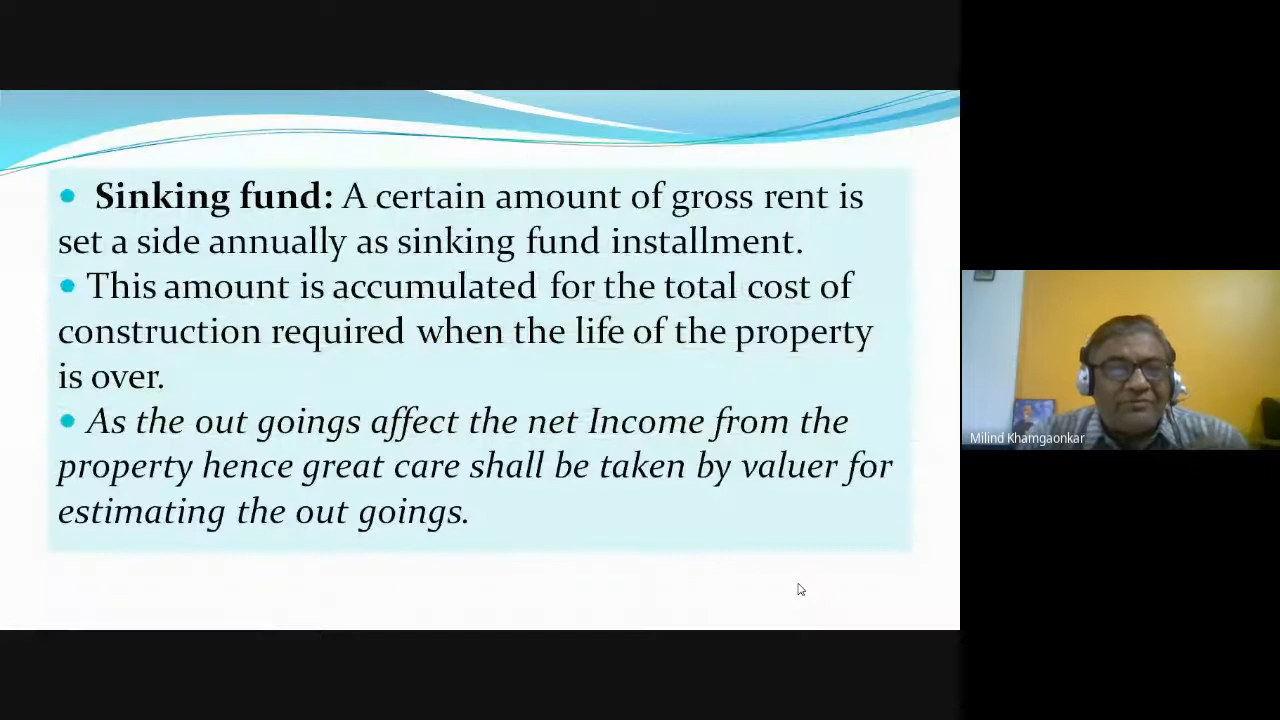 • Sinking fund: A certain amount of gross rent is
set a side annually as sinking fund installment.
• This amount is accumulated for the total cost of
construction required when the life of the property
is over.
• As the out goings affect the net Income from the
property hence great care shall be taken by valuer for
estimating the out goings.
Milind Khamgaonkar